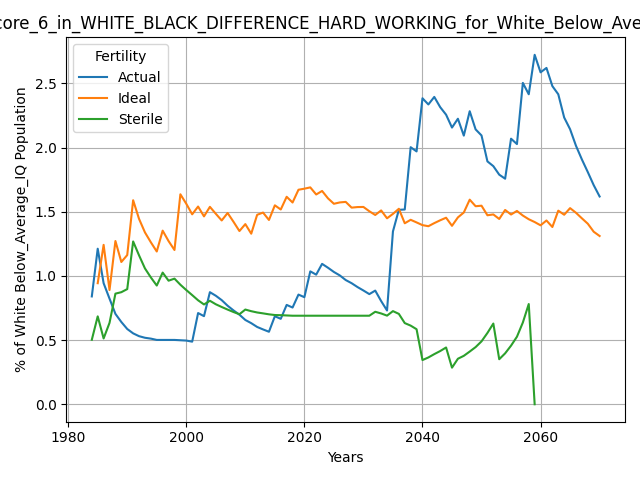 core_6_in_WHITE_BLACK_DIFFERENCE_HARD_WORKING_for_White_Below_Ave
Fertility
Actual
Ideal
Sterile
% of White Below_Average_IQ Population
2.5
2.0
1.5
1.0
0.5
0.0
1980 2000 2020 2040 2060
Years